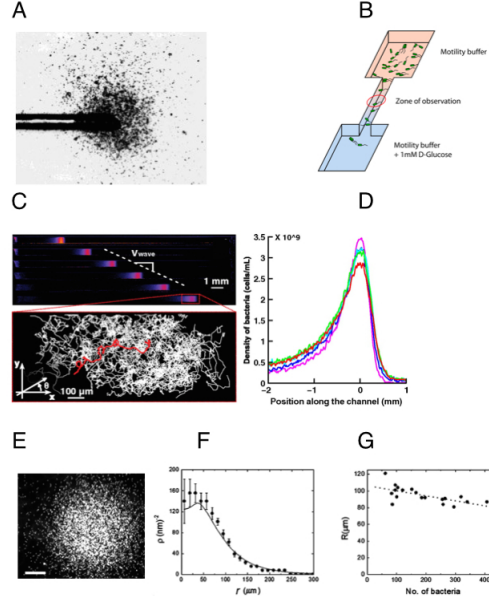 A
B
Motility buffer
Zone of observation
Motility buffer
+ 1mM D-Glucose
C
D
Vwave
1 mm
y
θ
x
100 µm
X 10^9
Density of bacteria (cells/mL)
3.5
3
2.5
2
1.5
1
0.5
0
-2 -1 0 1
Position along the channel (mm)
E
F
G
ρ (nm)-2
200
160
120
80
40
0
0 50 100 150 200 250 300
r (µm)
R(µm)
120
100
80
60
40
20
0
0 100 200 300 400
No. of bacteria